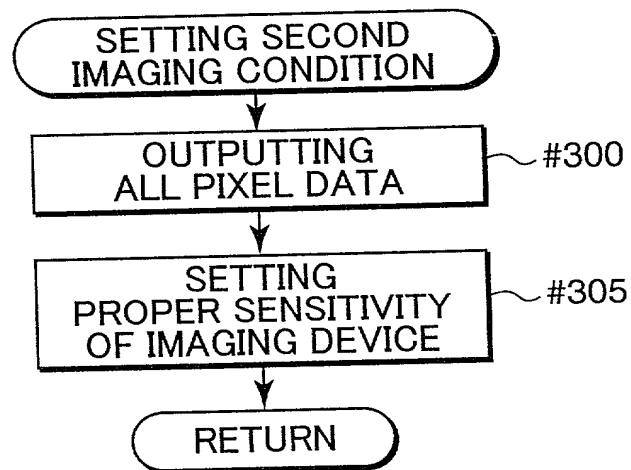 SETTING SECOND
IMAGING CONDITION
OUTPUTTING
ALL PIXEL DATA
#300
SETTING
PROPER SENSITIVITY
OF IMAGING DEVICE
#305
RETURN